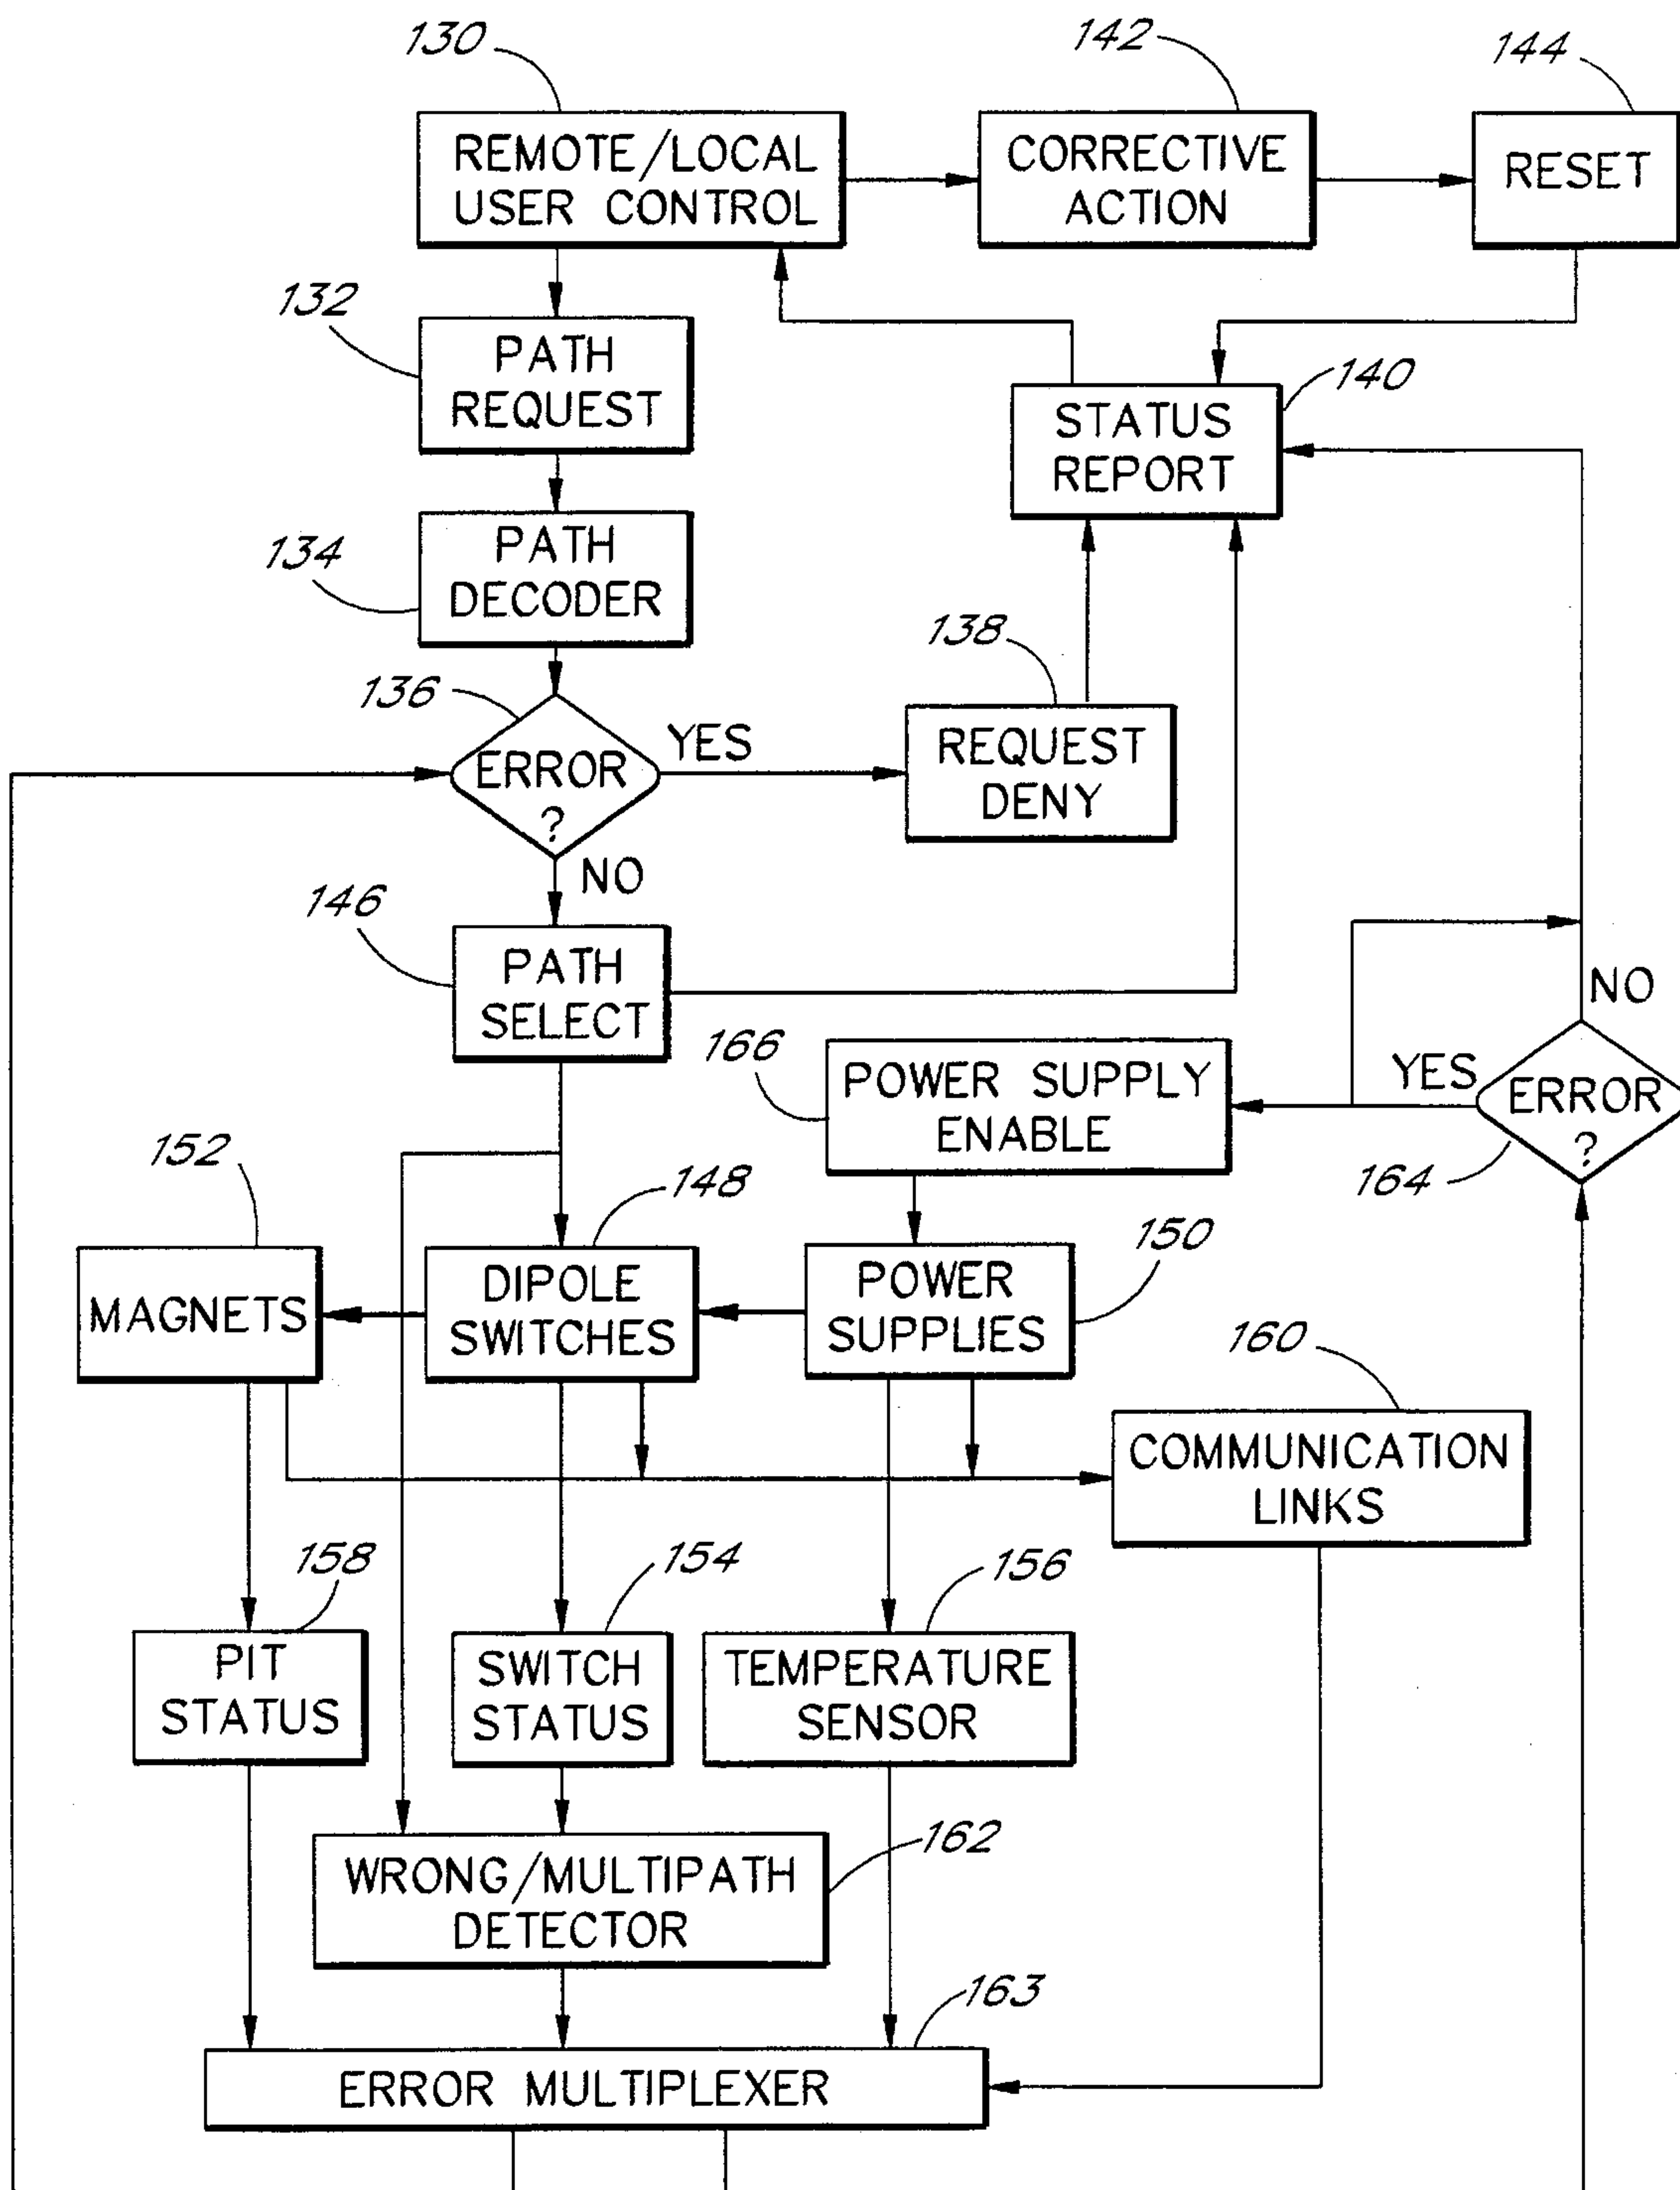 130
142
144
REMOTE/LOCAL
USER CONTROL
CORRECTIVE
ACTION
RESET
132
PATH
REQUEST
140
STATUS
REPORT
134
PATH
DECODER
138
136
ERROR
?
YES
REQUEST
DENY
NO
146
PATH
SELECT
NO
166
POWER SUPPLY
ENABLE
YES
ERROR
?
164
152
148
150
MAGNETS
DIPOLE
SWITCHES
POWER
SUPPLIES
160
COMMUNICATION
LINKS
158
154
156
PIT
STATUS
SWITCH
STATUS
TEMPERATURE
SENSOR
162
WRONG/MULTIPATH
DETECTOR
163
ERROR MULTIPLEXER